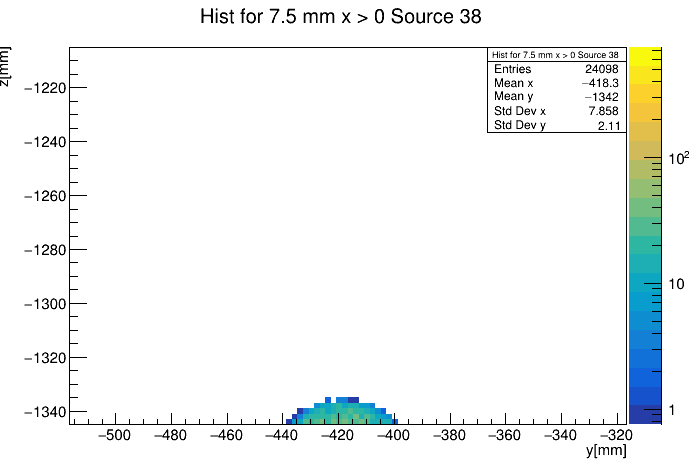 Hist for 7.5 mm x > 0 Source 38
z[mm]
Hist for 7.5 mm x > 0 Source 38
Entries 24098
Mean x −418.3
Mean y −1342
Std Dev x 7.858
Std Dev y 2.11
−1220
−1240
−1260
−1280
−1300
−1320
−1340
10²
10
1
−500 −480 −460 −440 −420 −400 −380 −360 −340 −320
y[mm]